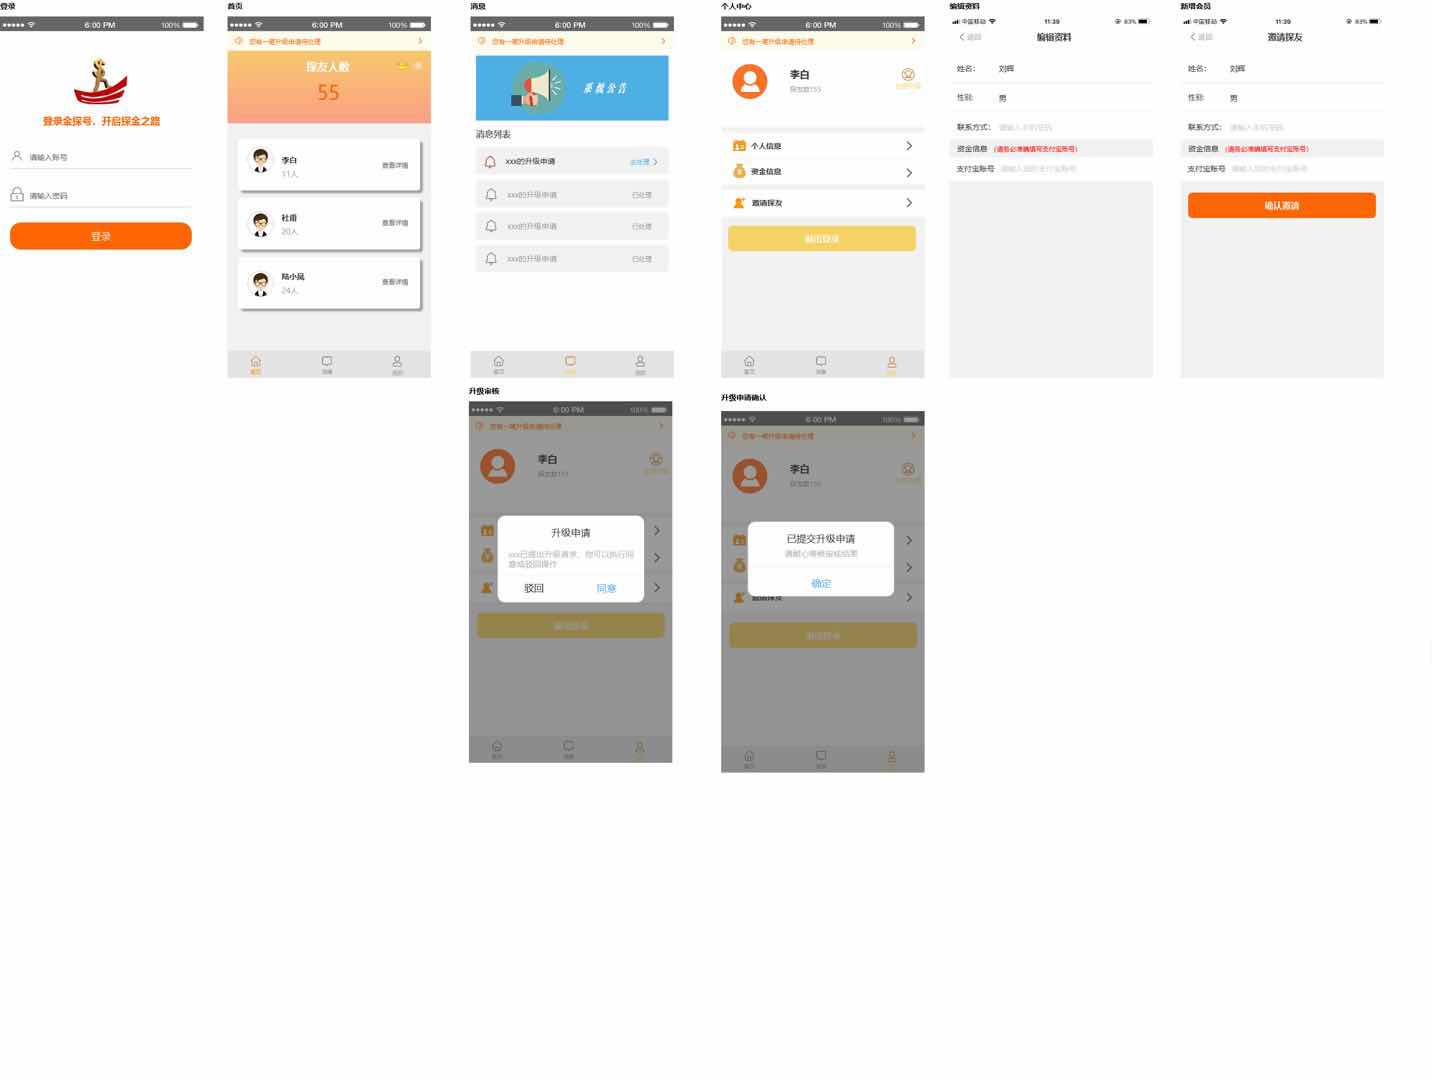 登录
6:00 PM
100%
登录金探号，开启探金之路
请输入账号
请输入密码
登录
首页
6:00 PM
100%
您有一笔升级申请待处理
探友人数
55
李白
11人
查看详情
杜甫
20人
查看详情
陆小凤
24人
查看详情
首页
消息
我的
消息
6:00 PM
100%
您有一笔升级申请待处理
系统公告
消息列表
xxx的升级申请
去处理
xxx的升级申请
已处理
xxx的升级申请
已处理
xxx的升级申请
已处理
首页
我的
个人中心
6:00 PM
100%
您有一笔升级申请待处理
李白
探友数155
个人信息
资金信息
邀请探友
退出登录
首页
消息
编辑资料
中国移动
11:39
83%
返回
编辑资料
姓名：
刘辉
性别：
男
联系方式：
资金信息
(请务必准确填写支付宝账号)
支付宝账号
请输入您的支付宝账号
新增会员
中国移动
11:39
83%
返回
邀请探友
姓名：
刘辉
性别：
男
联系方式：
资金信息
(请务必准确填写支付宝账号)
支付宝账号
请输入您的支付宝账号
确认邀请
升级审核
6:00 PM
100%
您有一笔升级申请待处理
李白
探友数155
升级申请
xxx已提出升级请求，你可以执行同
意或驳回操作
驳回
同意
退出登录
首页
消息
升级申请确认
6:00 PM
100%
您有一笔升级申请待处理
李白
探友数155
已提交升级申请
请耐心等候审核结果
确定
邀请探友
退出登录
首页
消息